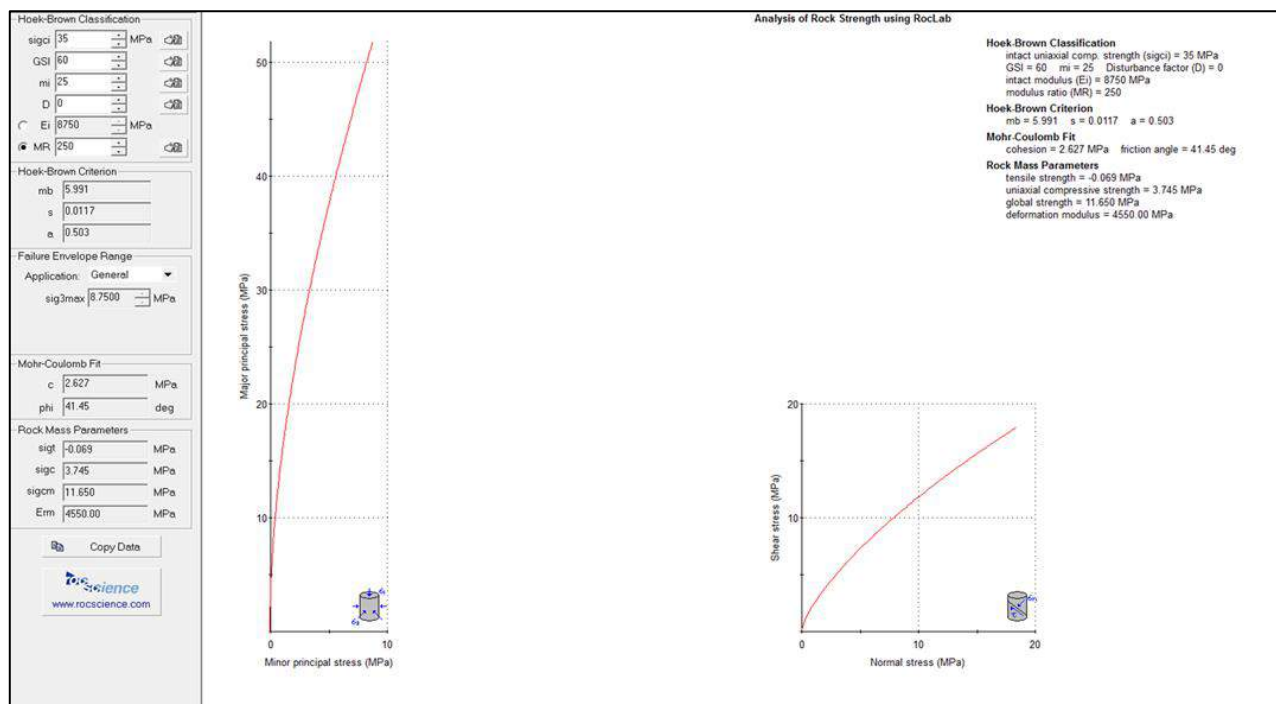 Hoek-Brown Classification
sigci 35 MPa
GSI 60
mi 25
D 0
Ei 8750 MPa
MR 250
Hoek-Brown Criterion
mb 5.991
s 0.0117
a 0.503
Failure Envelope Range
Application: General
sig3max 8.7500 MPa
Mohr-Coulomb Fit
c 2.627 MPa
phi 41.45 deg
Rock Mass Parameters
sigt -0.069 MPa
sigc 3.745 MPa
sigcm 11.650 MPa
Erm 4550.00 MPa
Copy Data
rocscience
www.rocscience.com
Analysis of Rock Strength using RocLab
Hoek-Brown Classification
intact uniaxial comp. strength (sigci) = 35 MPa
GSI = 60 mi = 25 Disturbance factor (D) = 0
intact modulus (Ei) = 8750 MPa
modulus ratio (MR) = 250
Hoek-Brown Criterion
mb = 5.991 s = 0.0117 a = 0.503
Mohr-Coulomb Fit
cohesion = 2.627 MPa friction angle = 41.45 deg
Rock Mass Parameters
tensile strength = -0.069 MPa
uniaxial compressive strength = 3.745 MPa
global strength = 11.650 MPa
deformation modulus = 4550.00 MPa
Major principal stress (MPa)
50
40
30
20
10
0 10
Minor principal stress (MPa)
Shear stress (MPa)
20
10
0 10 20
Normal stress (MPa)